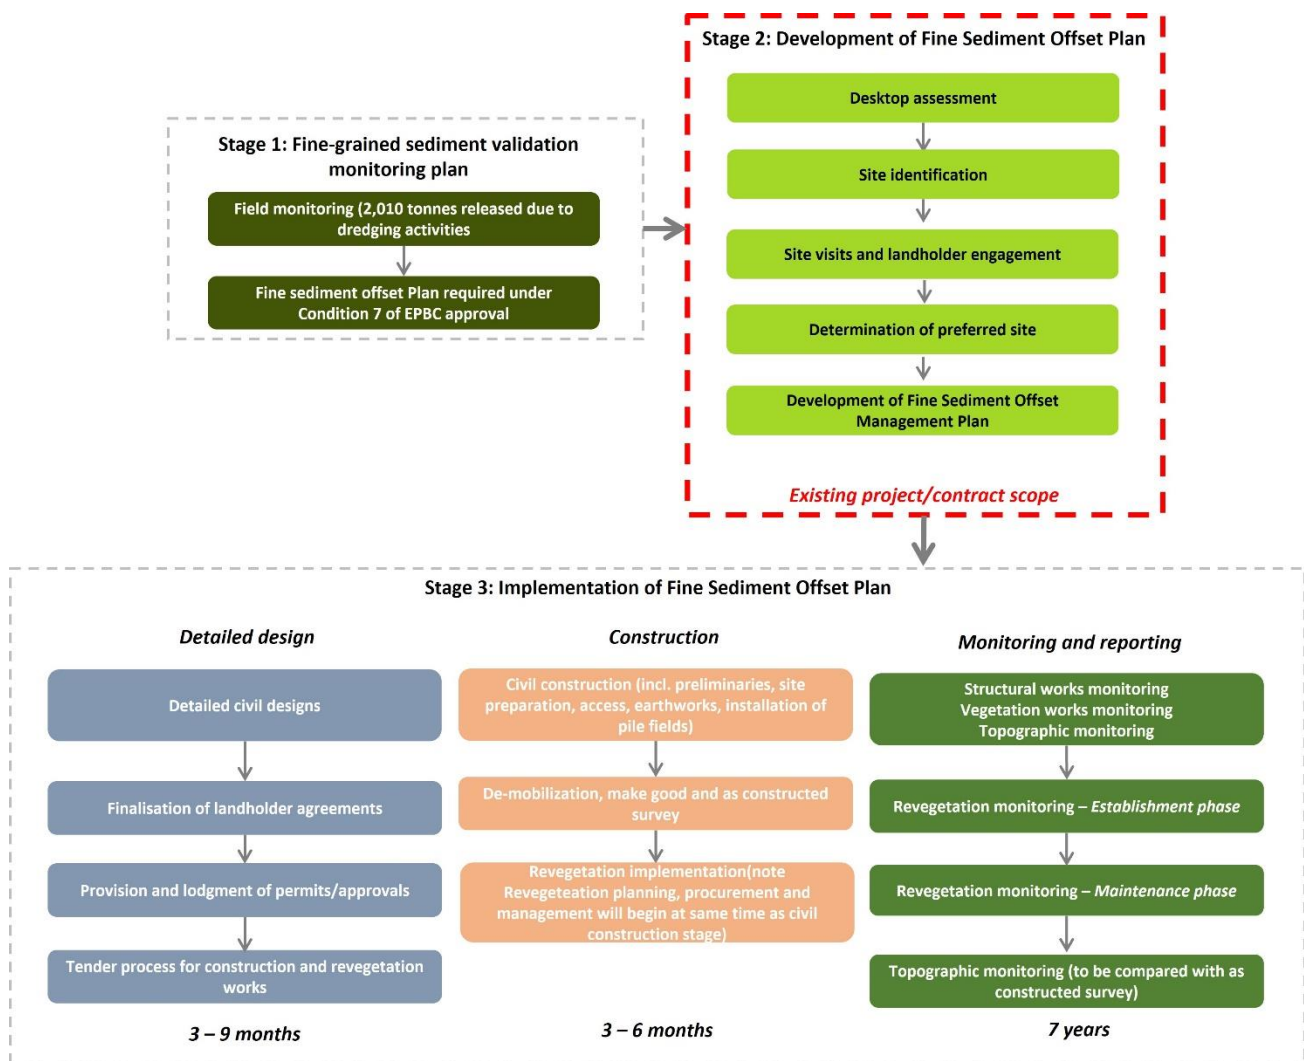 Stage 1: Fine-grained sediment validation
monitoring plan
Field monitoring (2,010 tonnes released due to
dredging activities
Fine sediment offset Plan required under
Condition 7 of EPBC approval
Stage 2: Development of Fine Sediment Offset Plan
Desktop assessment
Site identification
Site visits and landholder engagement
Determination of preferred site
Development of Fine Sediment Offset
Management Plan
Existing project/contract scope
Stage 3: Implementation of Fine Sediment Offset Plan
Detailed design
Detailed civil designs
Finalisation of landholder agreements
Provision and lodgment of permits/approvals
Tender process for construction and revegetation
works
3 – 9 months
Construction
Civil construction (incl. preliminaries, site
preparation, access, earthworks, installation of
pile fields)
De-mobilization, make good and as constructed
survey
Revegetation implementation(note
Revegeteation planning, procurement and
management will begin at same time as civil
construction stage)
3 – 6 months
Monitoring and reporting
Structural works monitoring
Vegetation works monitoring
Topographic monitoring
Revegetation monitoring – Establishment phase
Revegetation monitoring – Maintenance phase
Topographic monitoring (to be compared with as
constructed survey)
7 years